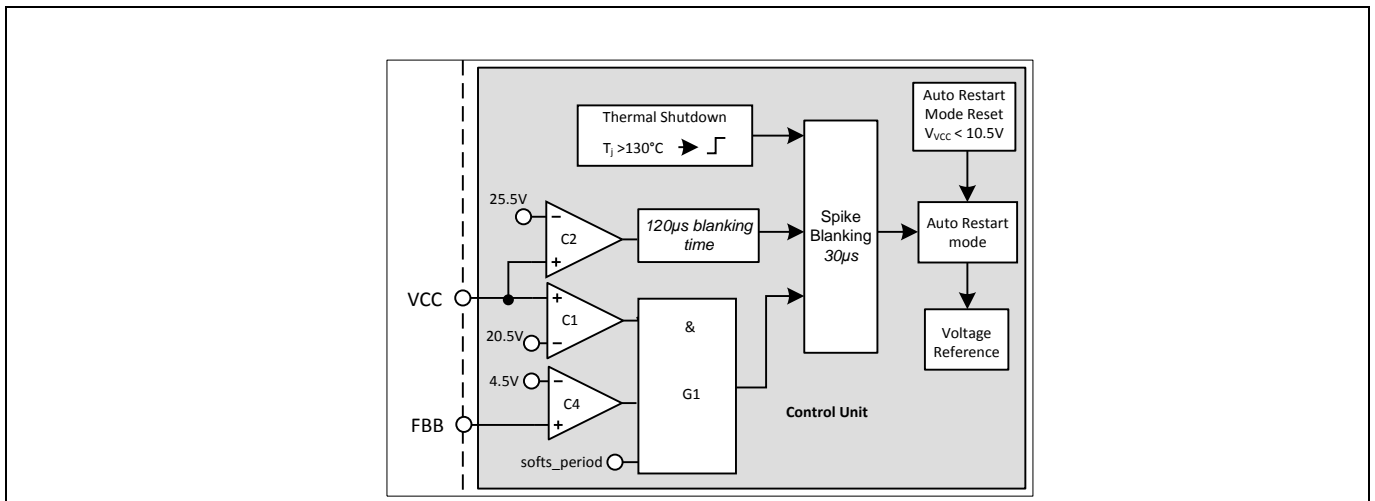 Thermal Shutdown
Tj >130°C
Auto Restart
Mode Reset
VVCC < 10.5V
25.5V
−
C2
+
120µs blanking
time
Spike
Blanking
30µs
Auto Restart
mode
VCC
+
C1
−
20.5V
&
G1
Voltage
Reference
4.5V
−
C4
+
FBB
Control Unit
softs_period